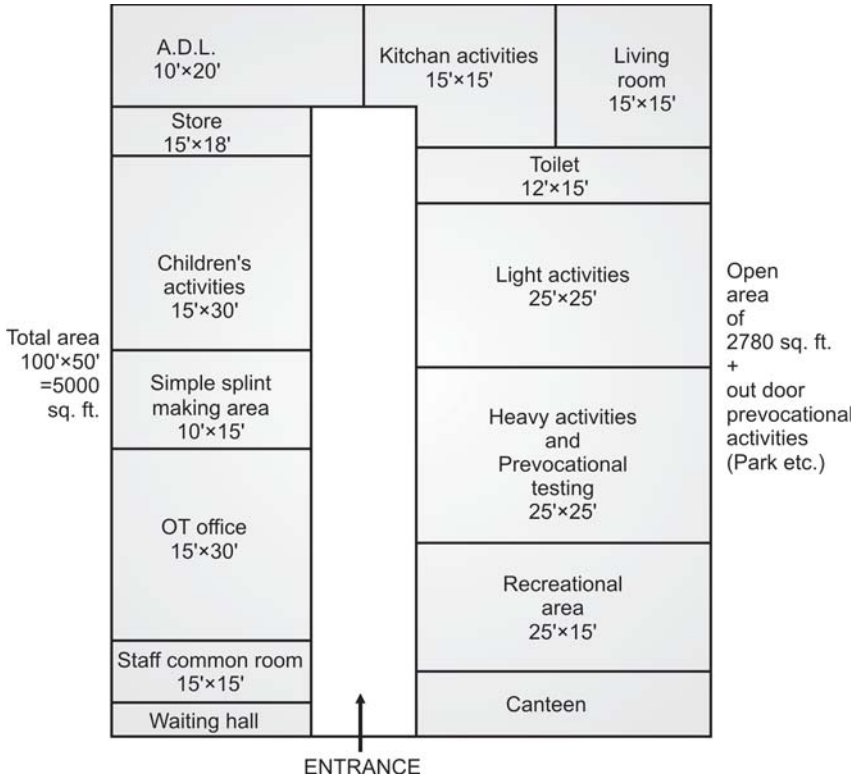 A.D.L.
10'×20'
Kitchan activities
15'×15'
Living
room
15'×15'
Store
15'×18'
Toilet
12'×15'
Children's
activities
15'×30'
Light activities
25'×25'
Total area
100'×50'
=5000
sq. ft.
Open
area
of
2780 sq. ft.
+
out door
prevocational
activities
(Park etc.)
Simple splint
making area
10'×15'
Heavy activities
and
Prevocational
testing
25'×25'
OT office
15'×30'
Recreational
area
25'×15'
Staff common room
15'×15'
Canteen
Waiting hall
ENTRANCE